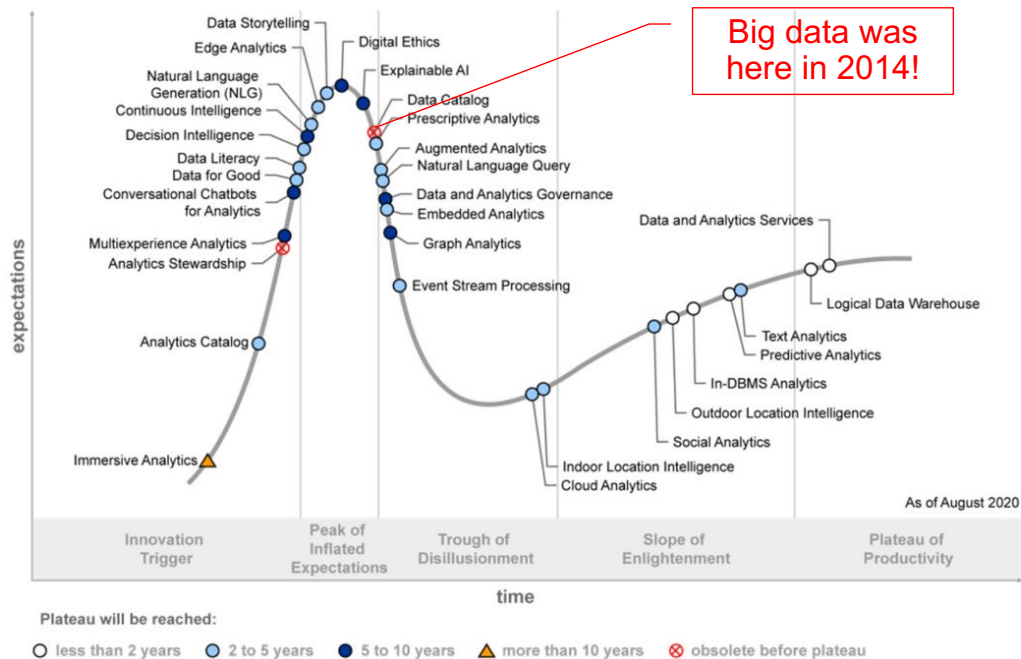 Big data was
here in 2014!
Data Storytelling
Edge Analytics
Natural Language
Generation (NLG)
Continuous Intelligence
Decision Intelligence
Data Literacy
Data for Good
Conversational Chatbots
for Analytics
Multiexperience Analytics
Analytics Stewardship
Analytics Catalog
Immersive Analytics
Digital Ethics
Explainable AI
Data Catalog
Prescriptive Analytics
Augmented Analytics
Natural Language Query
Data and Analytics Governance
Embedded Analytics
Graph Analytics
Event Stream Processing
Data and Analytics Services
Logical Data Warehouse
Text Analytics
Predictive Analytics
In-DBMS Analytics
Outdoor Location Intelligence
Social Analytics
Indoor Location Intelligence
Cloud Analytics
expectations
As of August 2020
Innovation
Trigger
Peak of
Inflated
Expectations
Trough of
Disillusionment
Slope of
Enlightenment
Plateau of
Productivity
time
Plateau will be reached:
less than 2 years
2 to 5 years
5 to 10 years
more than 10 years
obsolete before plateau